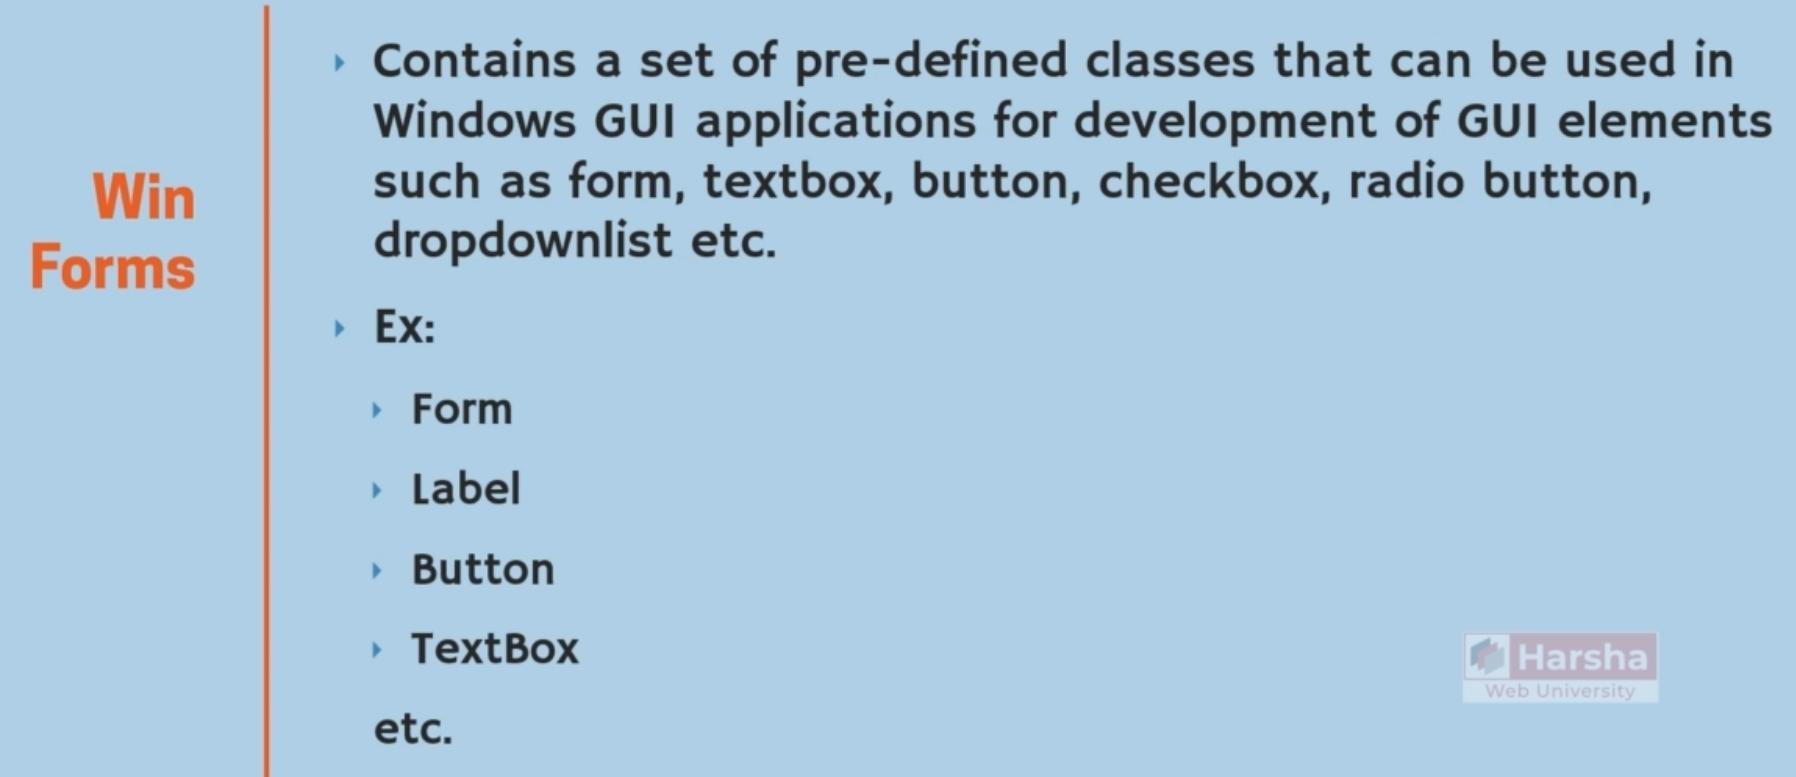 Win
Forms
Contains a set of pre-defined classes that can be used in
Windows GUI applications for development of GUI elements
such as form, textbox, button, checkbox, radio button,
dropdownlist etc.
Ex:
Form
Label
Button
TextBox
etc.
Harsha
Web University